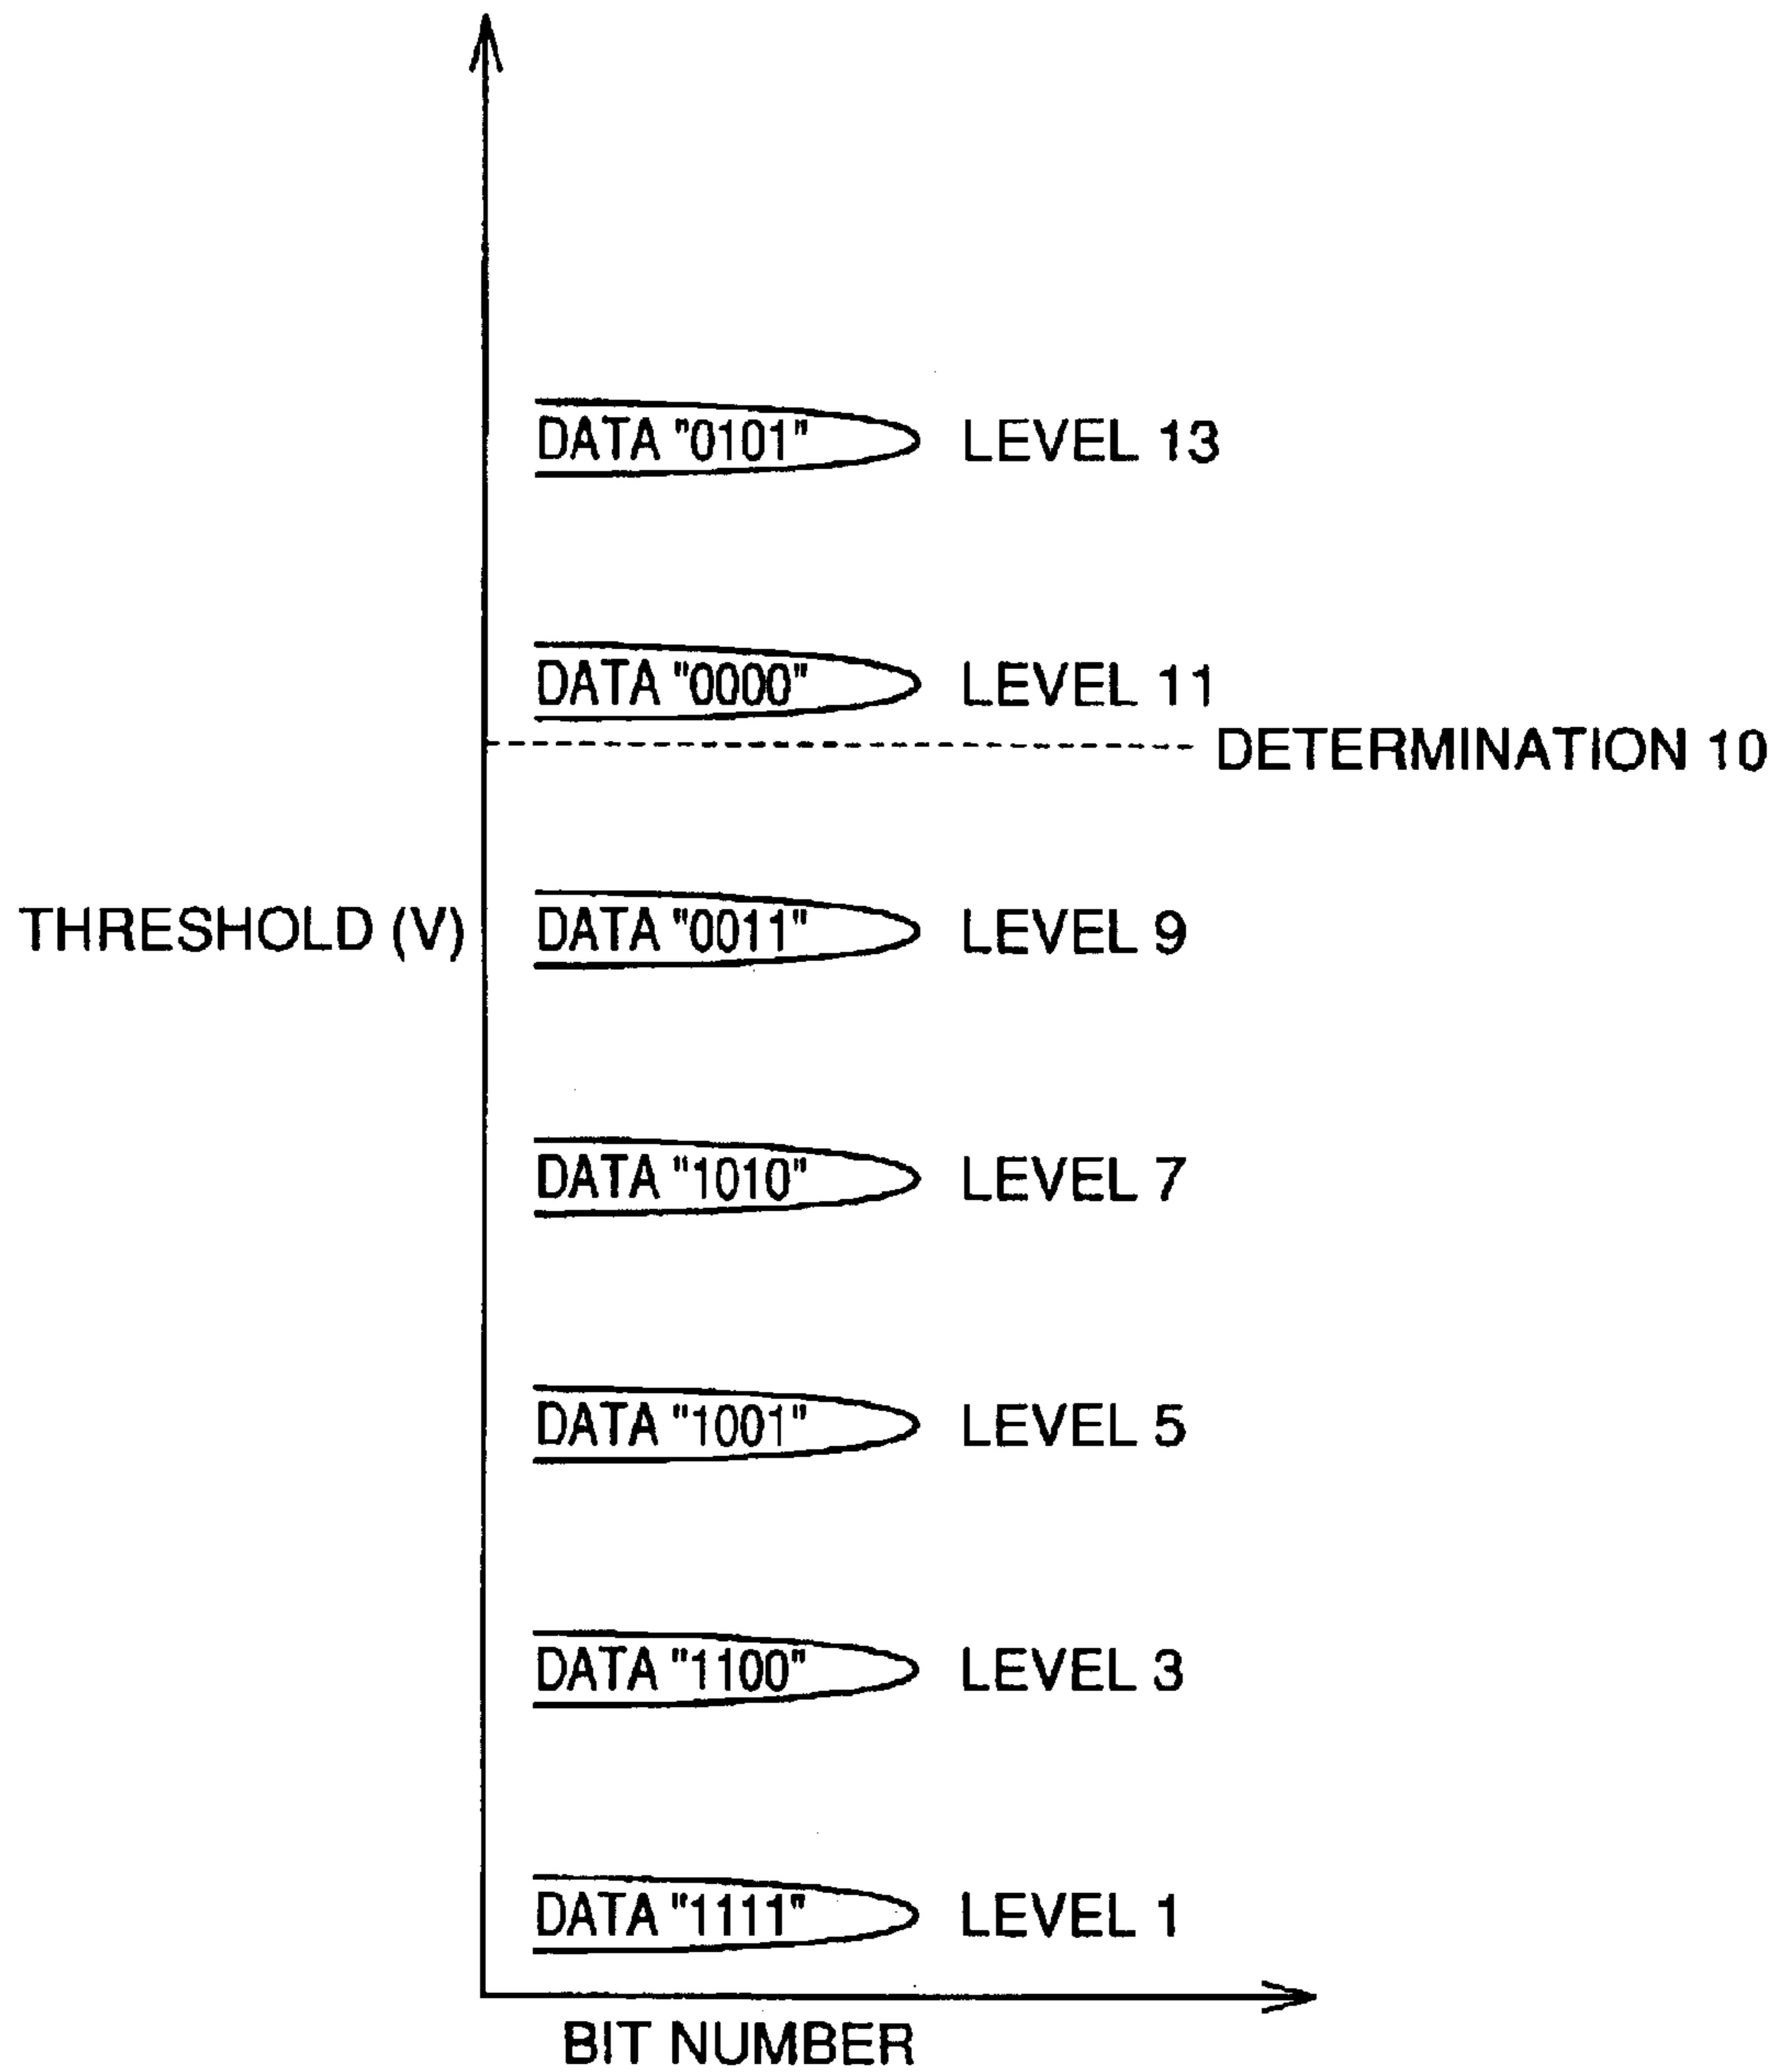 DATA "0101" LEVEL 13
DATA "0000" LEVEL 11
DETERMINATION 10
THRESHOLD (V) DATA "0011" LEVEL 9
DATA "1010" LEVEL 7
DATA "1001" LEVEL 5
DATA "1100" LEVEL 3
DATA "1111" LEVEL 1
BIT NUMBER